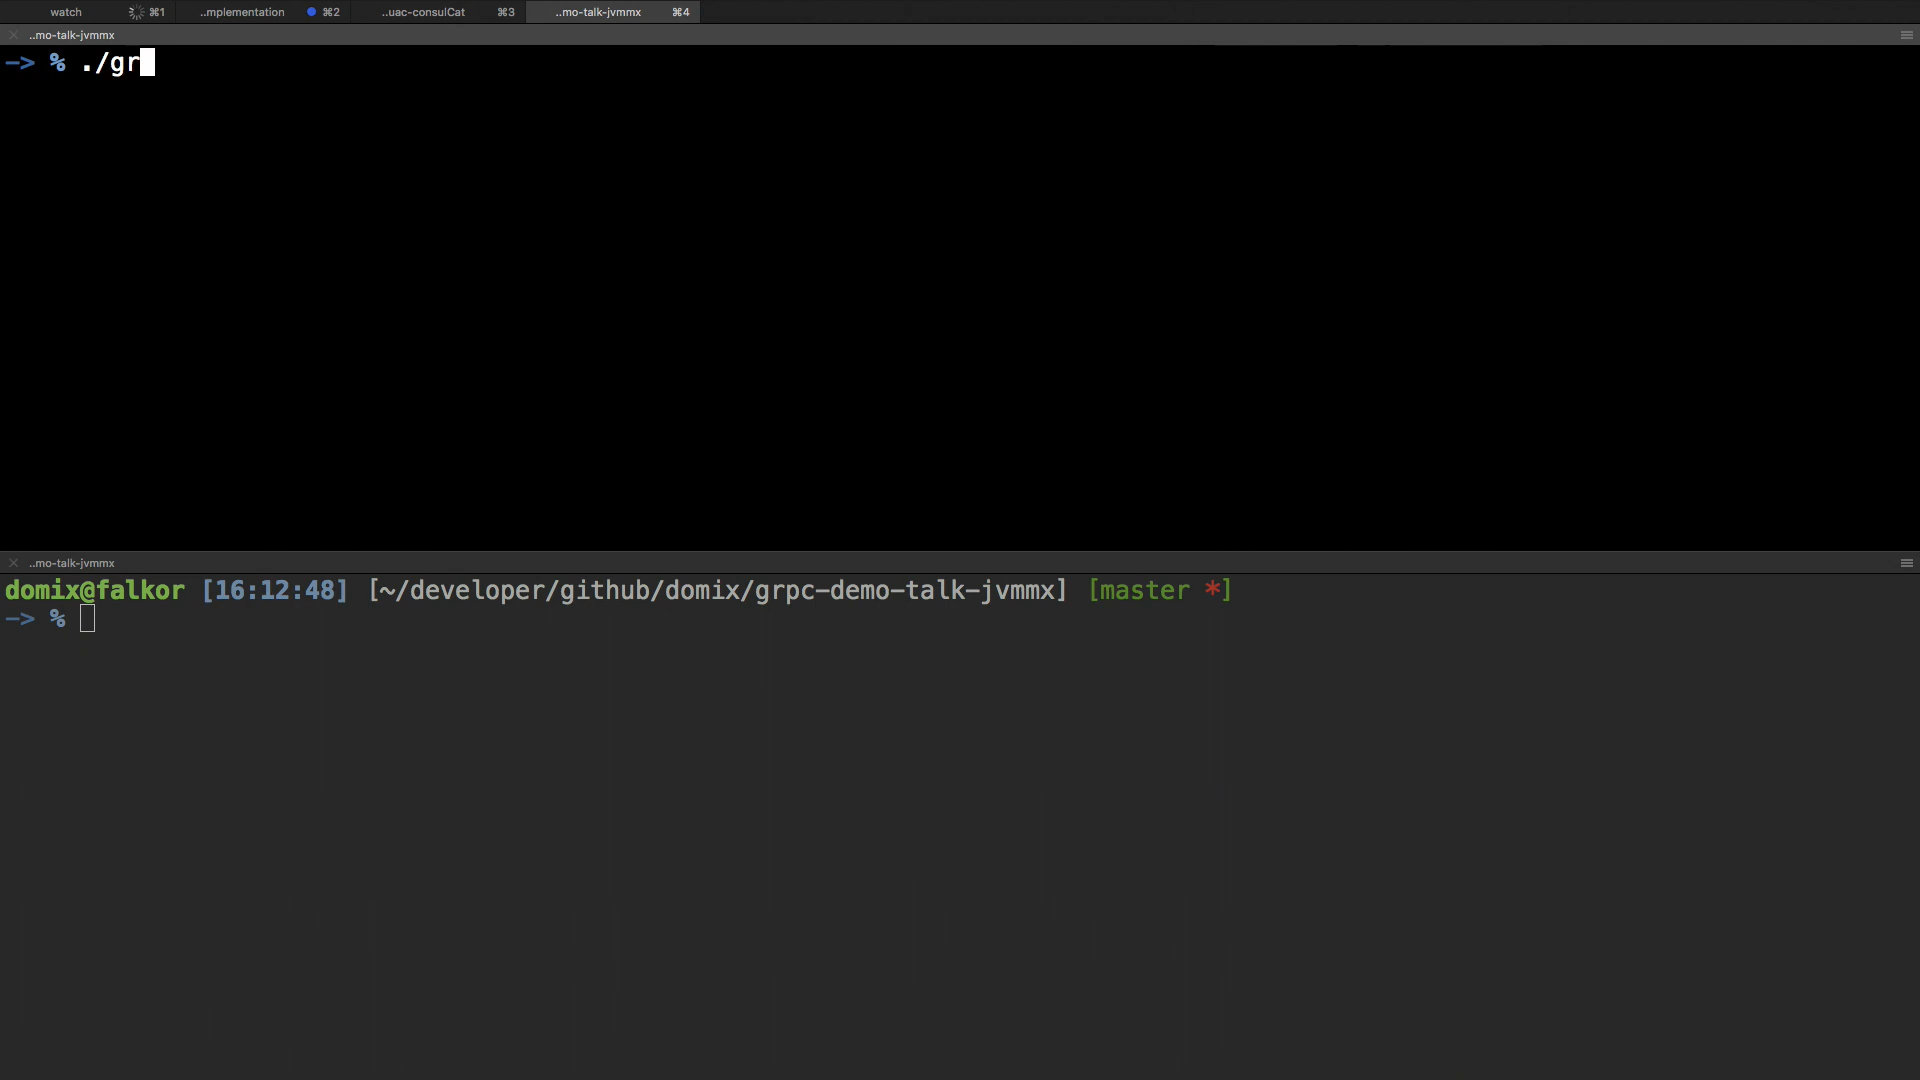 watch ⌘1 ..mplementation ⌘2 ..uac-consulCat ⌘3 ..mo-talk-jvmmx ⌘4
..mo-talk-jvmmx
—> % ./gr
..mo-talk-jvmmx
domix@falkor [16:12:48] [~/developer/github/domix/grpc-demo-talk-jvmmx] [master *]
—> %